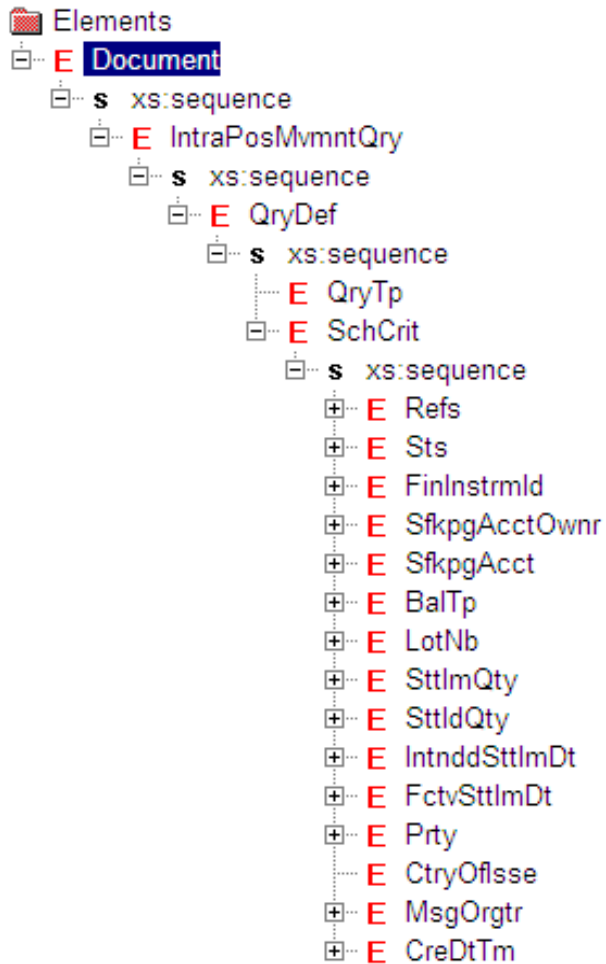 Elements
E Document
s xs:sequence
E IntraPosMvmntQry
s xs:sequence
E QryDef
s xs:sequence
E QryTp
E SchCrit
s xs:sequence
E Refs
E Sts
E FinInstrmId
E SfkpgAcctOwnr
E SfkpgAcct
E BalTp
E LotNb
E SttlmQty
E SttldQty
E IntnddSttlmDt
E FctvSttlmDt
E Prty
E CtryOfIsse
E MsgOrgtr
E CreDtTm